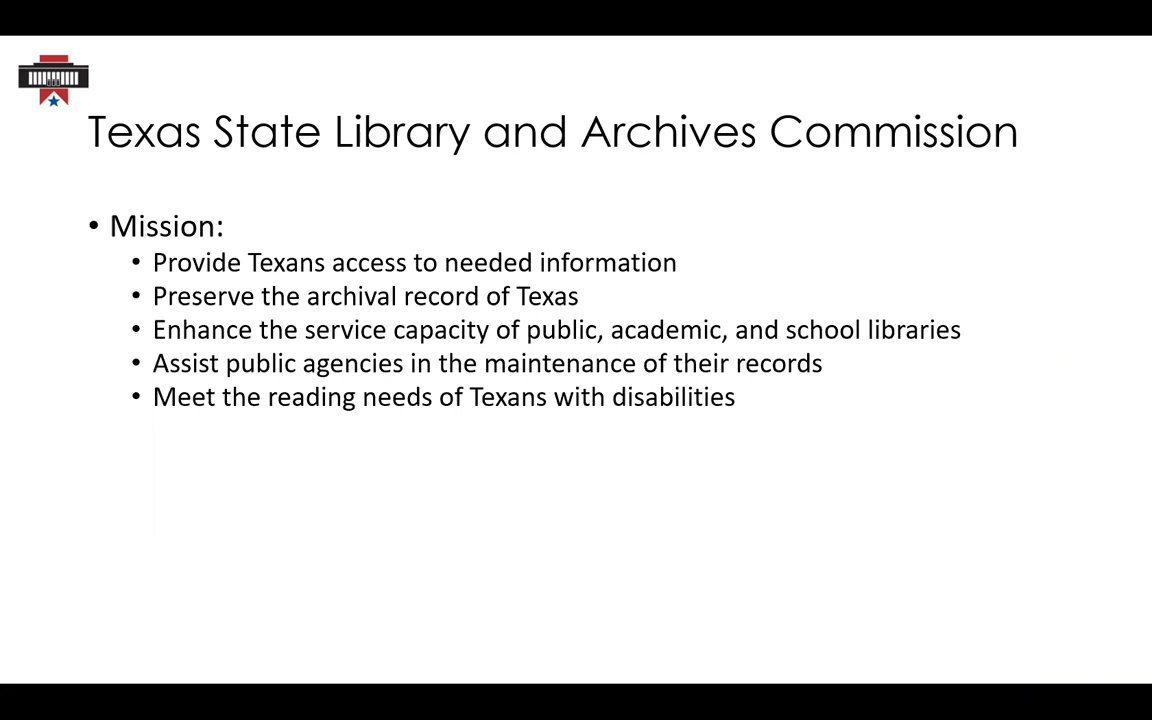 Texas State Library and Archives Commission
• Mission:
• Provide Texans access to needed information
• Preserve the archival record of Texas
• Enhance the service capacity of public, academic, and school libraries
• Assist public agencies in the maintenance of their records
• Meet the reading needs of Texans with disabilities